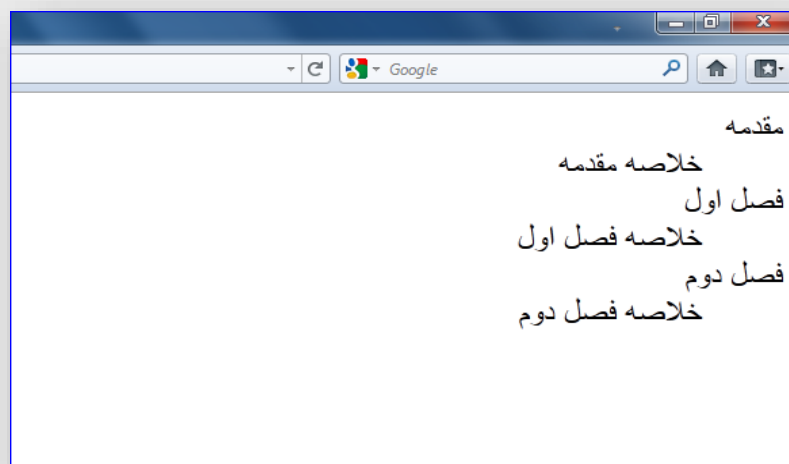 Google
مقدمه
خلاصه مقدمه
فصل اول
خلاصه فصل اول
فصل دوم
خلاصه فصل دوم